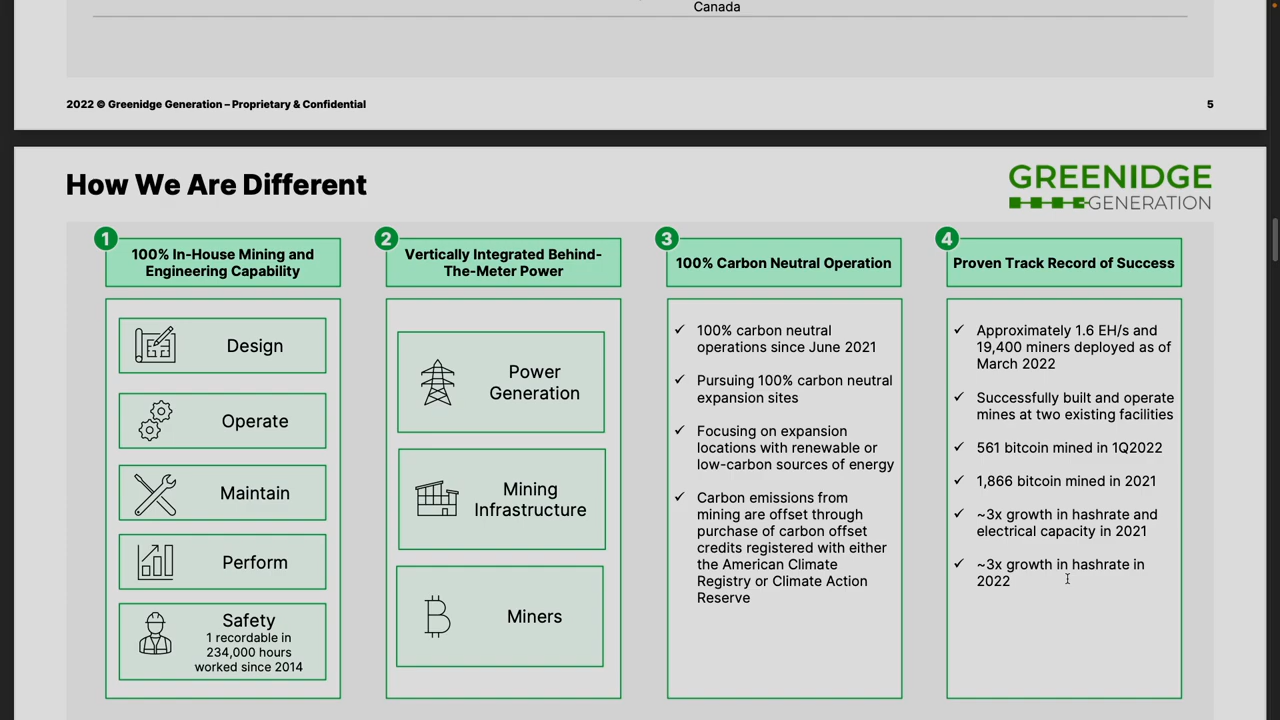 Canada
2022 © Greenidge Generation – Proprietary & Confidential
5
How We Are Different
GREENIDGE
GENERATION
1
100% In-House Mining and
Engineering Capability
Design
Operate
Maintain
Perform
Safety
1 recordable in
234,000 hours
worked since 2014
2
Vertically Integrated Behind-
The-Meter Power
Power
Generation
Mining
Infrastructure
Miners
3
100% Carbon Neutral Operation
✓ 100% carbon neutral
operations since June 2021
✓ Pursuing 100% carbon neutral
expansion sites
✓ Focusing on expansion
locations with renewable or
low-carbon sources of energy
✓ Carbon emissions from
mining are offset through
purchase of carbon offset
credits registered with either
the American Climate
Registry or Climate Action
Reserve
4
Proven Track Record of Success
✓ Approximately 1.6 EH/s and
19,400 miners deployed as of
March 2022
✓ Successfully built and operate
mines at two existing facilities
✓ 561 bitcoin mined in 1Q2022
✓ 1,866 bitcoin mined in 2021
✓ ~3x growth in hashrate and
electrical capacity in 2021
✓ ~3x growth in hashrate in
2022